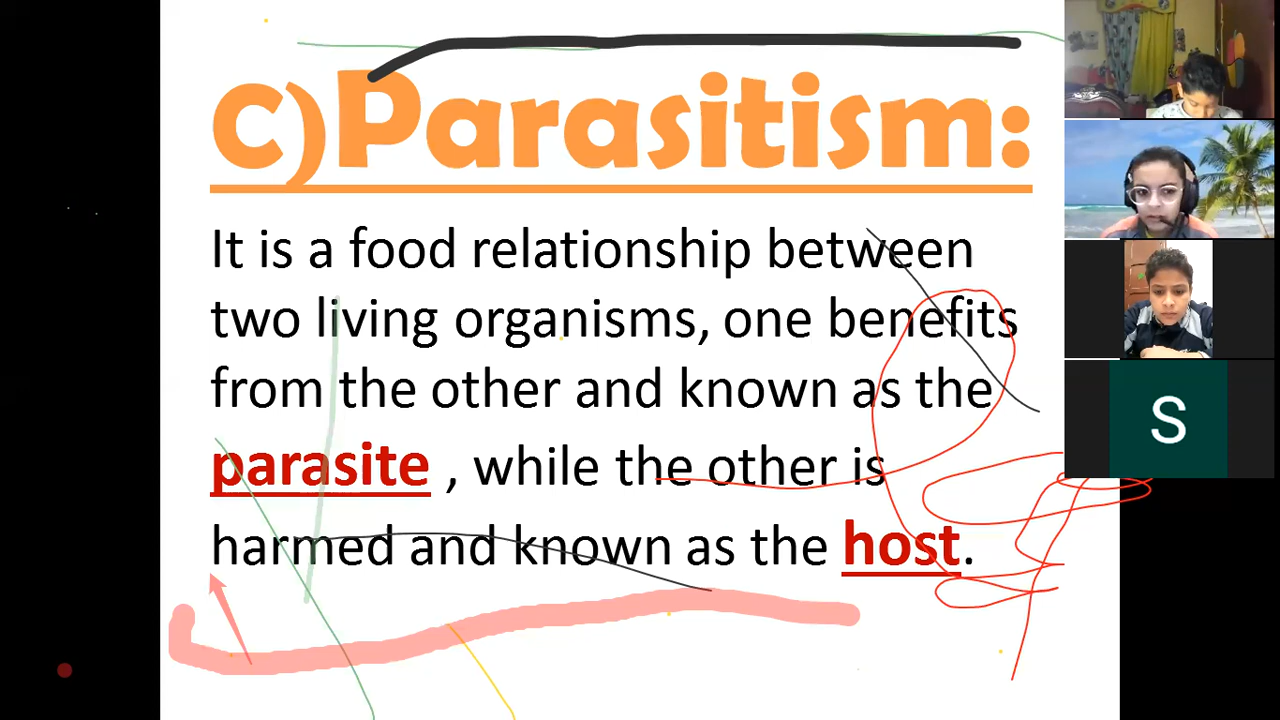 C)Parasitism:
It is a food relationship between
two living organisms, one benefits
from the other and known as the
parasite , while the other is
harmed and known as the host.
S